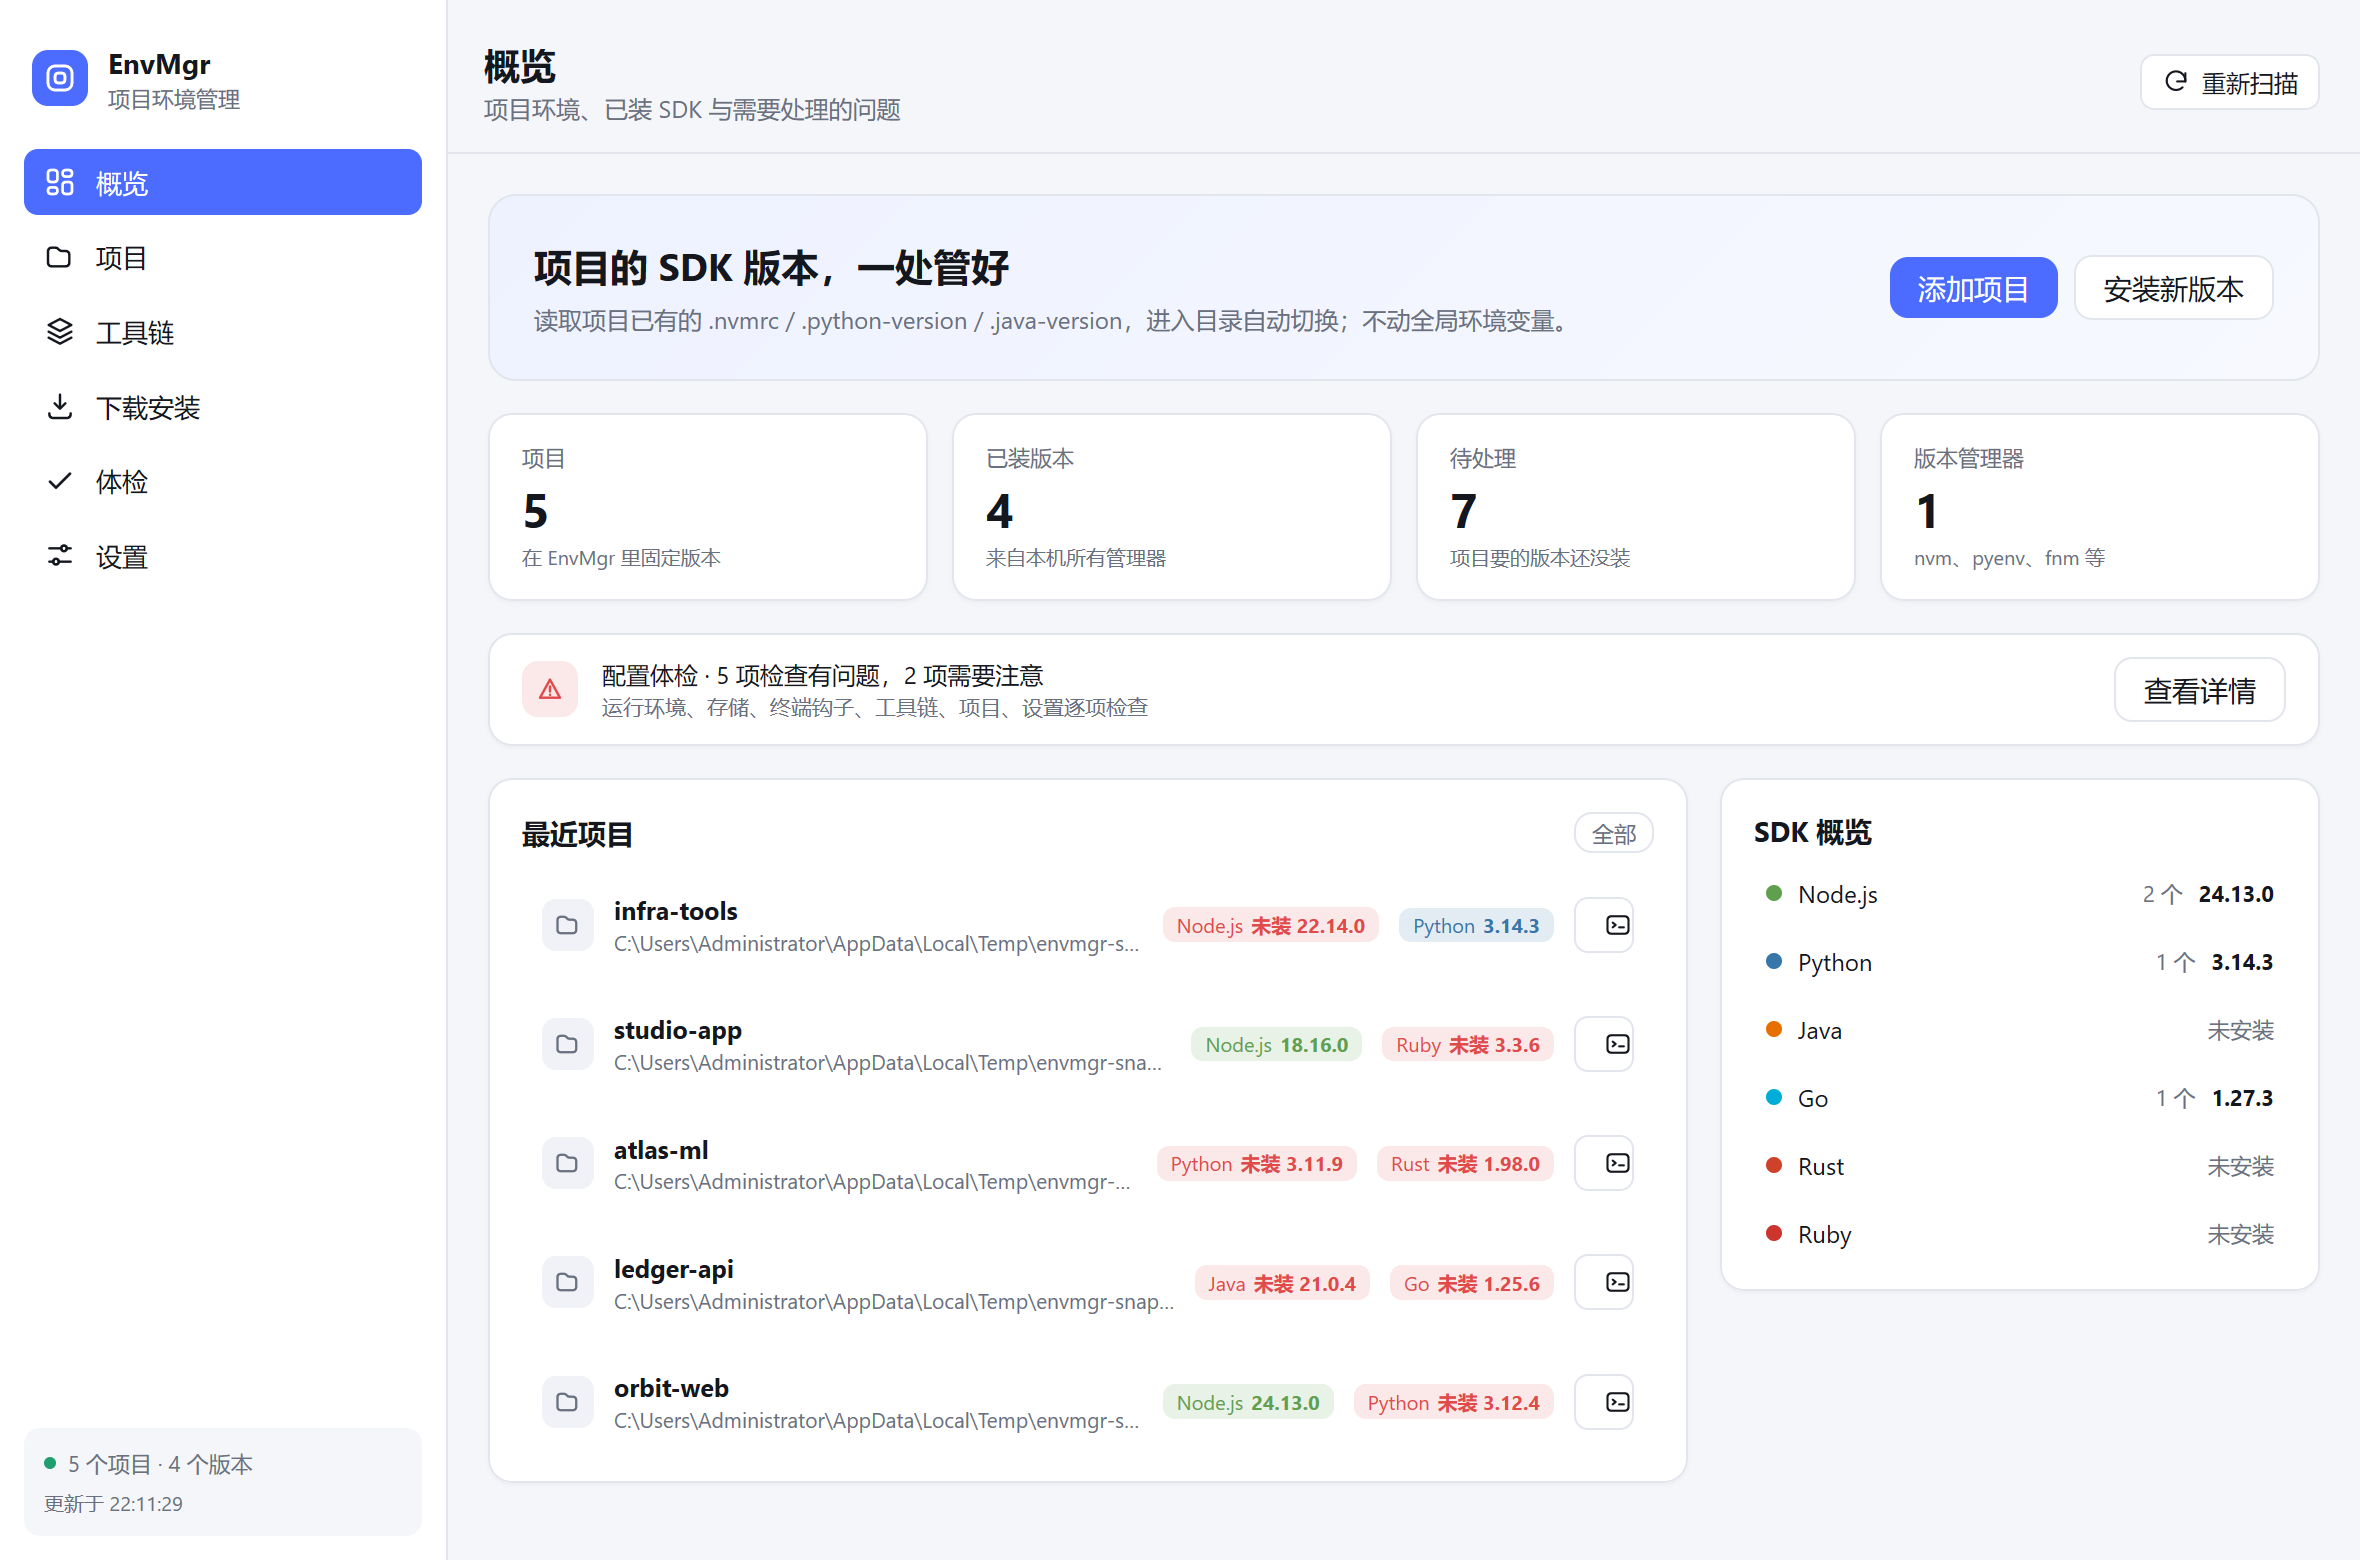 EnvMgr
项目环境管理
概览
项目
工具链
下载安装
体检
设置
5 个项目 · 4 个版本
更新于 22:11:29
概览
项目环境、已装 SDK 与需要处理的问题
重新扫描
项目的 SDK 版本，一处管好
读取项目已有的 .nvmrc / .python-version / .java-version，进入目录自动切换；不动全局环境变量。
添加项目
安装新版本
项目
5
在 EnvMgr 里固定版本
已装版本
4
来自本机所有管理器
待处理
7
项目要的版本还没装
版本管理器
1
nvm、pyenv、fnm 等
配置体检 · 5 项检查有问题，2 项需要注意
运行环境、存储、终端钩子、工具链、项目、设置逐项检查
查看详情
最近项目
全部
infra-tools
C:\Users\Administrator\AppData\Local\Temp\envmgr-s...
Node.js 未装 22.14.0
Python 3.14.3
studio-app
C:\Users\Administrator\AppData\Local\Temp\envmgr-sna...
Node.js 18.16.0
Ruby 未装 3.3.6
atlas-ml
C:\Users\Administrator\AppData\Local\Temp\envmgr-...
Python 未装 3.11.9
Rust 未装 1.98.0
ledger-api
C:\Users\Administrator\AppData\Local\Temp\envmgr-snap...
Java 未装 21.0.4
Go 未装 1.25.6
orbit-web
C:\Users\Administrator\AppData\Local\Temp\envmgr-s...
Node.js 24.13.0
Python 未装 3.12.4
SDK 概览
Node.js 2 个 24.13.0
Python 1 个 3.14.3
Java 未安装
Go 1 个 1.27.3
Rust 未安装
Ruby 未安装